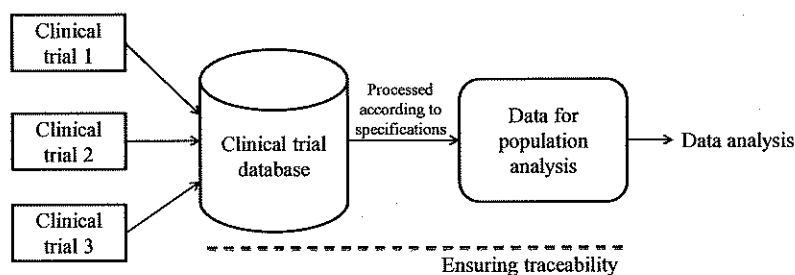 Clinical
trial 1
Clinical
trial 2
Clinical
trial 3
Clinical trial
database
Processed
according to
specifications
Data for
population
analysis
Data analysis
Ensuring traceability